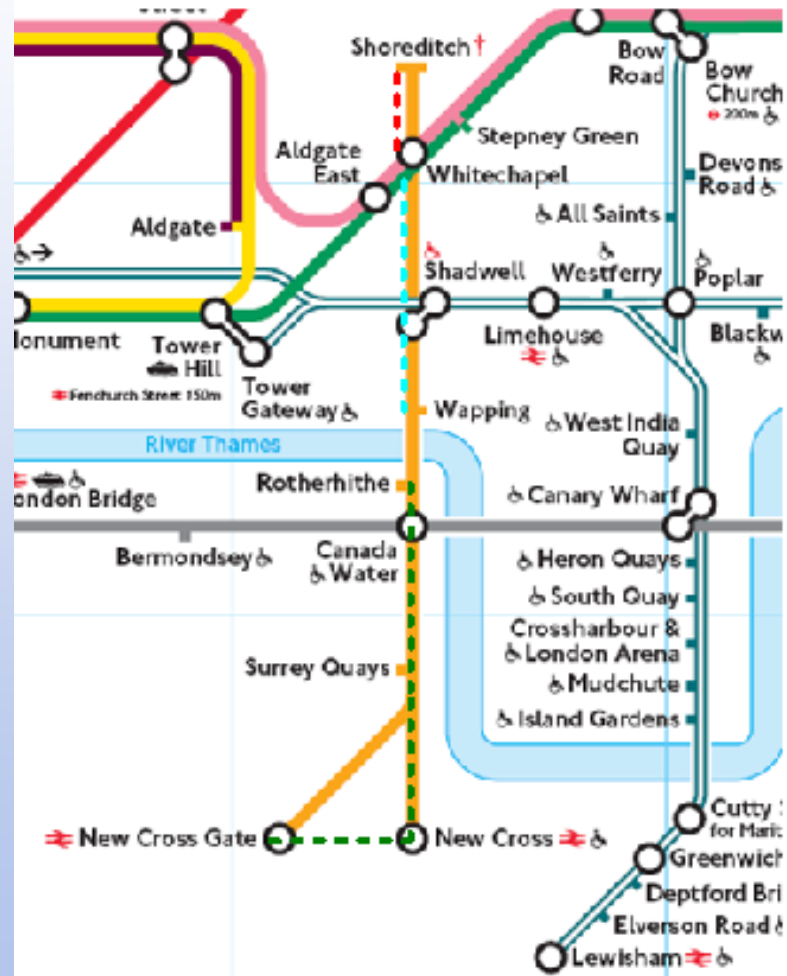 Shoreditch†
Bow
Road
Bow
Church
200m
Stepney Green
Aldgate
East
Whitechapel
Devons
Road
All Saints
Aldgate
Shadwell
Westferry
Poplar
Monument
Tower
Hill
Limehouse
Blackw
Fenchurch Street 150m
Tower
Gateway
Wapping
West India
Quay
River Thames
Rotherhithe
ondon Bridge
Canary Wharf
Bermondsey
Canada
Water
Heron Quays
South Quay
Crossharbour &
London Arena
Surrey Quays
Mudchute
Island Gardens
Cutty
for Marit
New Cross Gate
New Cross
Greenwich
Deptford Bri
Elverson Road
Lewisham